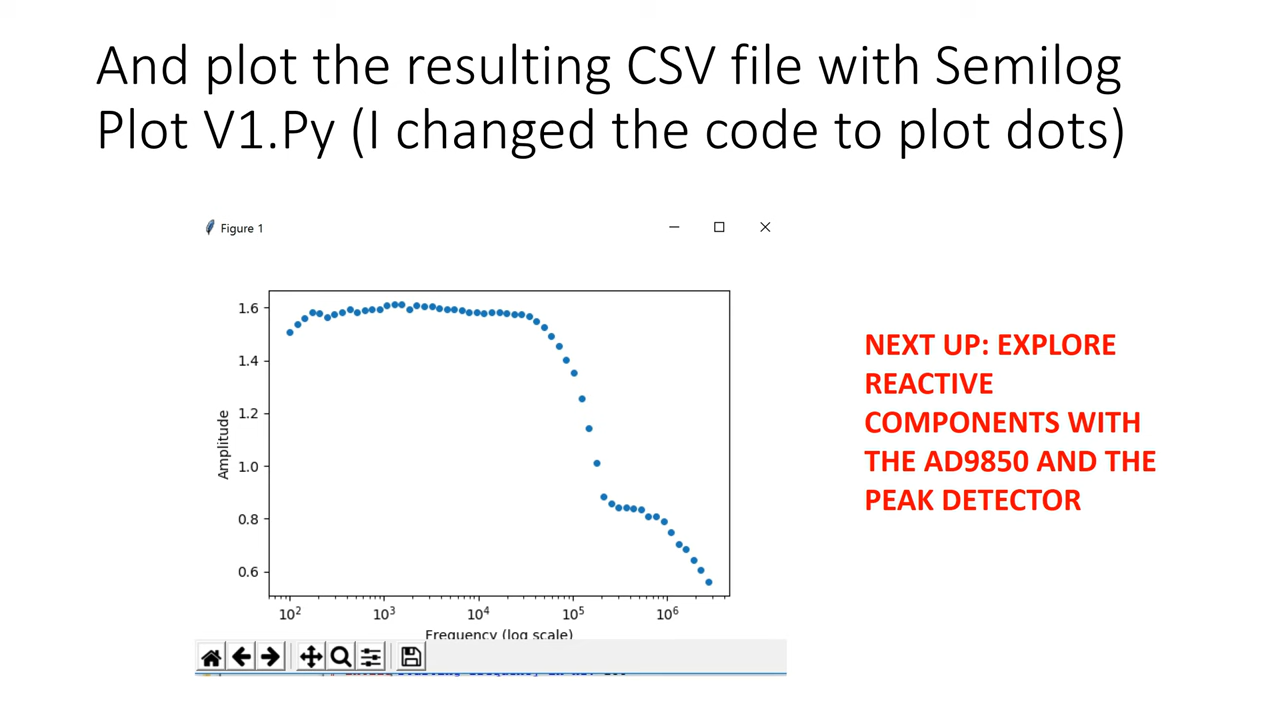 And plot the resulting CSV file with Semilog
Plot V1.Py (I changed the code to plot dots)
Figure 1
1.6
1.4
1.2
1.0
0.8
0.6
Amplitude
10²
10³
10⁴
10⁵
10⁶
Frequency (log scale)
NEXT UP: EXPLORE
REACTIVE
COMPONENTS WITH
THE AD9850 AND THE
PEAK DETECTOR